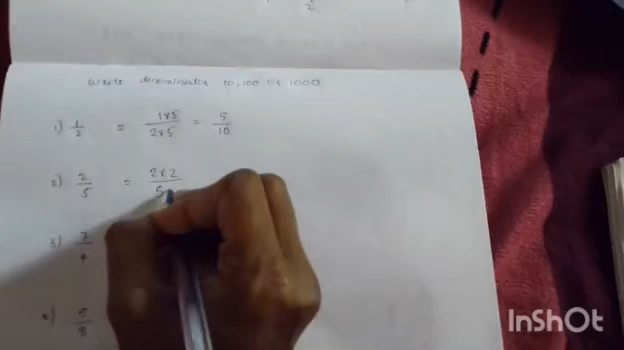 Write denominator 10, 100 or 1000
1) 1/2 = 1×5/2×5 = 5/10
2) 2/5 = 2×2/5
3) 3/4
4) 5/8
InShOt